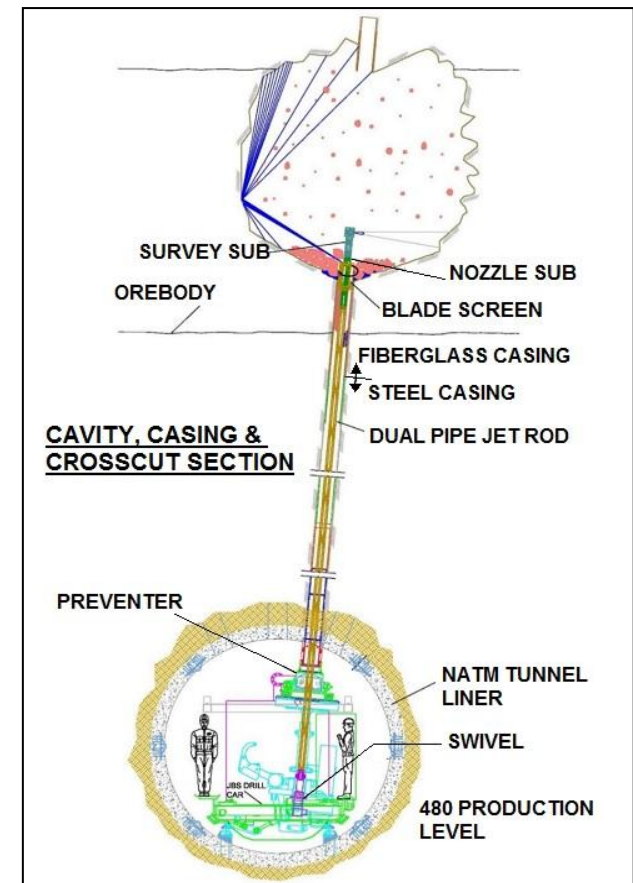 SURVEY SUB
NOZZLE SUB
OREBODY
BLADE SCREEN
FIBERGLASS CASING
STEEL CASING
CAVITY, CASING &
CROSSCUT SECTION
DUAL PIPE JET ROD
PREVENTER
NATM TUNNEL
LINER
SWIVEL
JBS DRILL
CAR
480 PRODUCTION
LEVEL